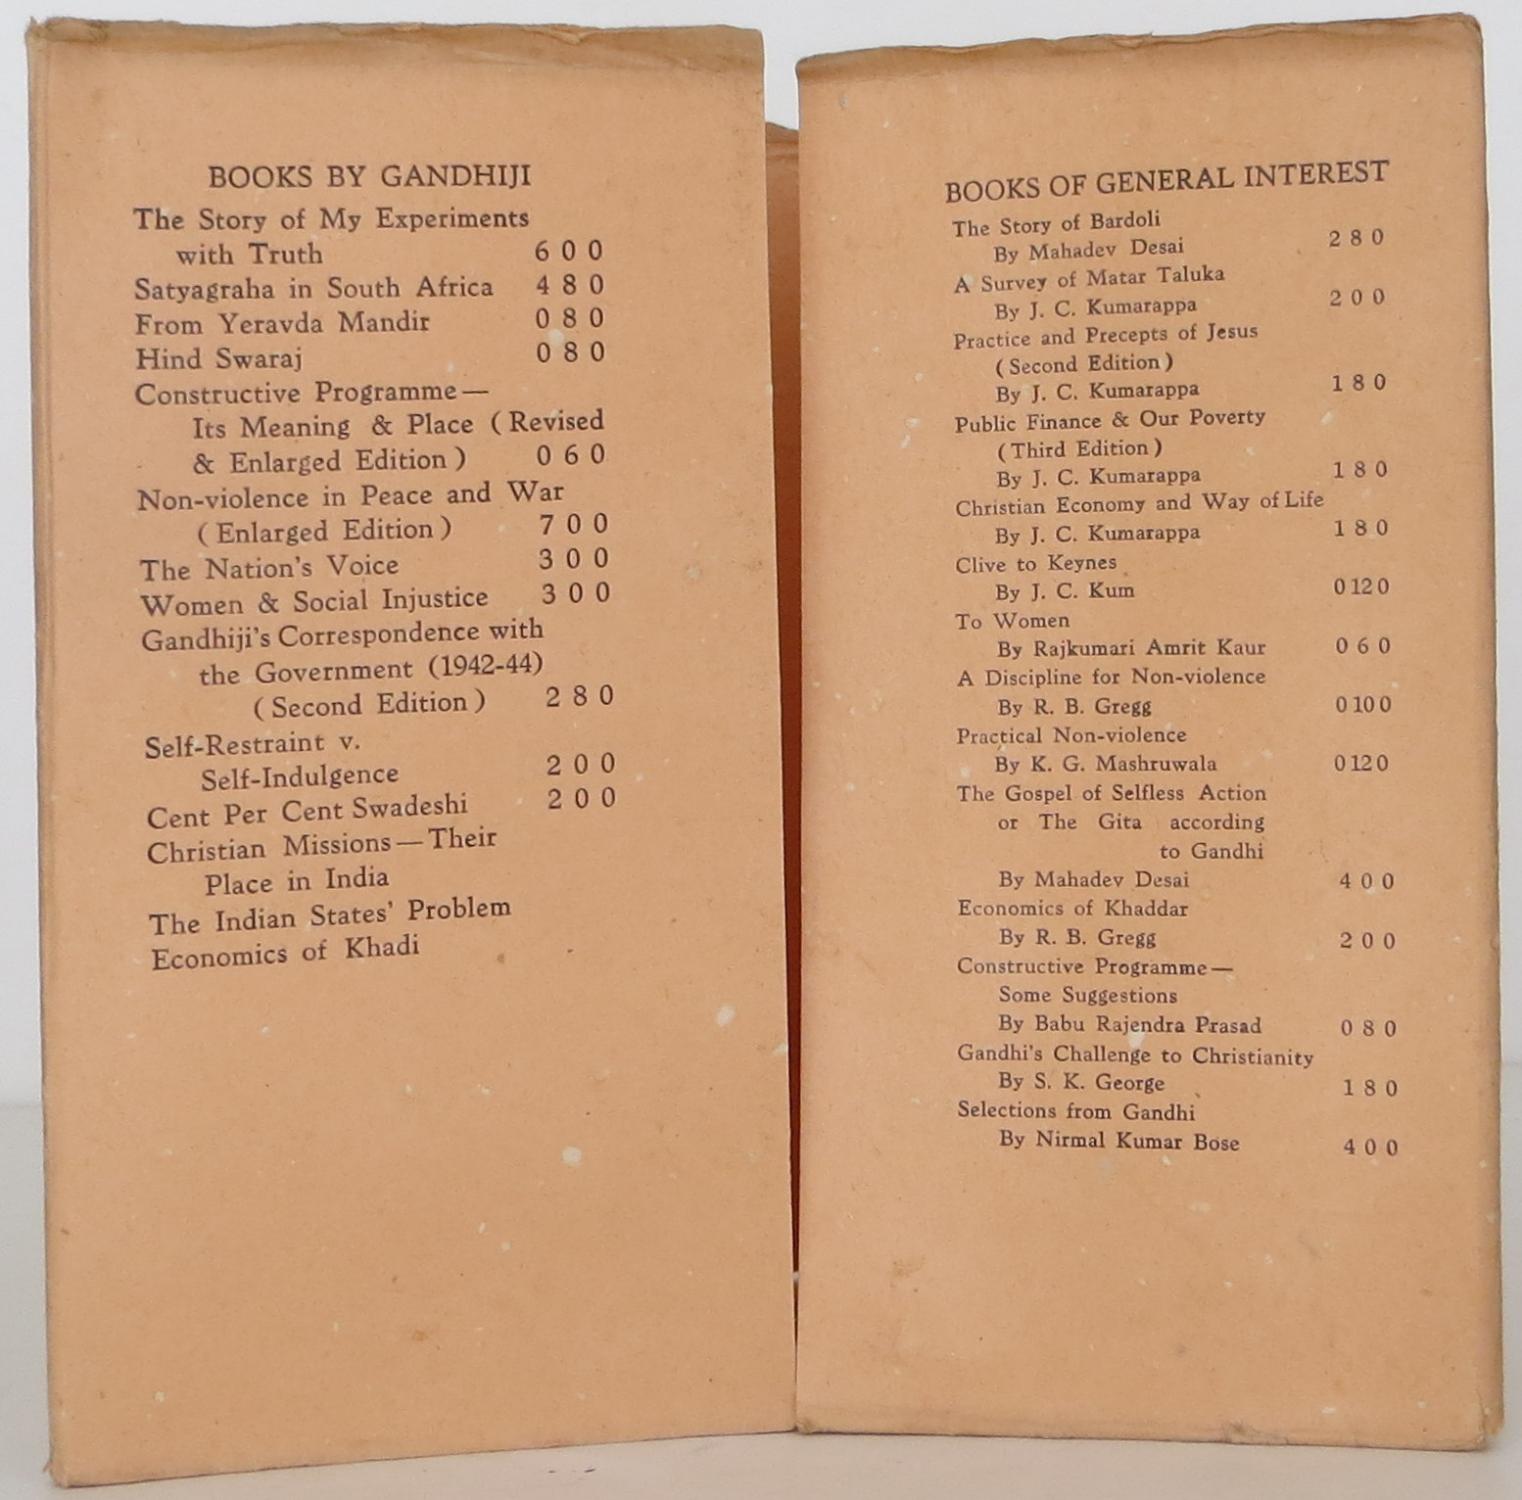 BOOKS BY GANDHIJI
The Story of My Experiments
with Truth 6 0 0
Satyagraha in South Africa 4 8 0
From Yeravda Mandir 0 8 0
Hind Swaraj 0 8 0
Constructive Programme —
Its Meaning & Place ( Revised
& Enlarged Edition ) 0 6 0
Non-violence in Peace and War
( Enlarged Edition ) 7 0 0
The Nation's Voice 3 0 0
Women & Social Injustice 3 0 0
Gandhiji's Correspondence with
the Government (1942-44)
( Second Edition ) 2 8 0
Self-Restraint v.
Self-Indulgence 2 0 0
Cent Per Cent Swadeshi 2 0 0
Christian Missions — Their
Place in India
The Indian States' Problem
Economics of Khadi
BOOKS OF GENERAL INTEREST
The Story of Bardoli
By Mahadev Desai 2 8 0
A Survey of Matar Taluka
By J. C. Kumarappa 2 0 0
Practice and Precepts of Jesus
( Second Edition )
By J. C. Kumarappa 1 8 0
Public Finance & Our Poverty
( Third Edition )
By J. C. Kumarappa 1 8 0
Christian Economy and Way of Life
By J. C. Kumarappa 1 8 0
Clive to Keynes
By J. C. Kum 0 12 0
To Women
By Rajkumari Amrit Kaur 0 6 0
A Discipline for Non-violence
By R. B. Gregg 0 10 0
Practical Non-violence
By K. G. Mashruwala 0 12 0
The Gospel of Selfless Action
or The Gita according
to Gandhi
By Mahadev Desai 4 0 0
Economics of Khaddar
By R. B. Gregg 2 0 0
Constructive Programme —
Some Suggestions
By Babu Rajendra Prasad 0 8 0
Gandhi's Challenge to Christianity
By S. K. George 1 8 0
Selections from Gandhi
By Nirmal Kumar Bose 4 0 0